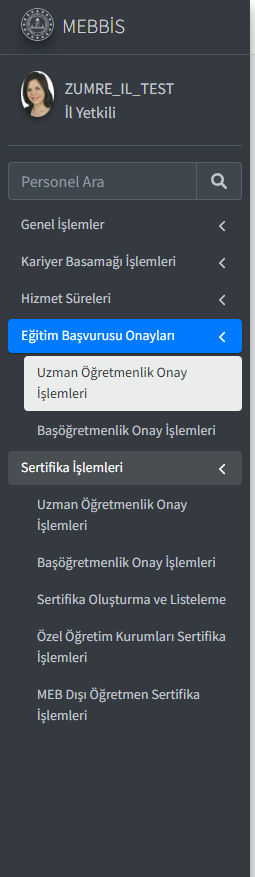 MEBBİS
ZUMRE_IL_TEST
İl Yetkili
Personel Ara
Genel İşlemler
Kariyer Basamağı İşlemleri
Hizmet Süreleri
Eğitim Başvurusu Onayları
Uzman Öğretmenlik Onay
İşlemleri
Başöğretmenlik Onay İşlemleri
Sertifika İşlemleri
Uzman Öğretmenlik Onay
İşlemleri
Başöğretmenlik Onay İşlemleri
Sertifika Oluşturma ve Listeleme
Özel Öğretim Kurumları Sertifika
İşlemleri
MEB Dışı Öğretmen Sertifika
İşlemleri